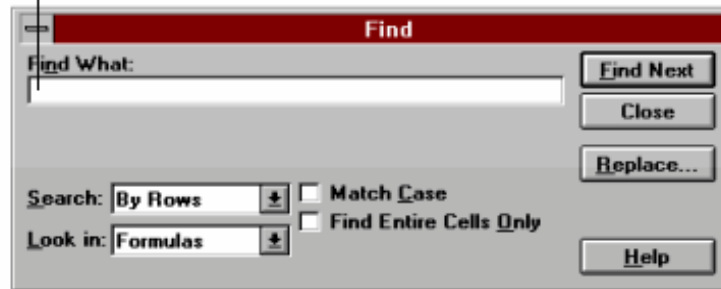 Find
Find What:
Find Next
Close
Replace...
Search: By Rows
Match Case
Find Entire Cells Only
Look in: Formulas
Help